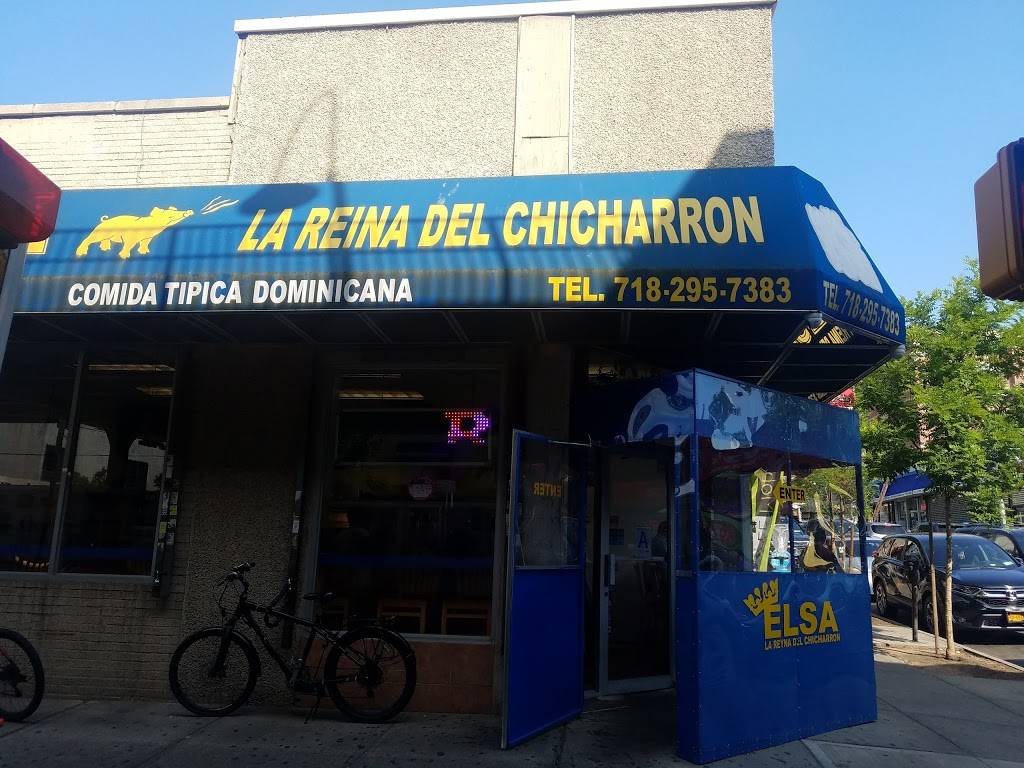 LA REINA DEL CHICHARRON
COMIDA TIPICA DOMINICANA
TEL. 718-295-7383
TEL. 718-295-7383
ENTER
ENTER
A
ELSA
LA REYNA DEL CHICHARRON